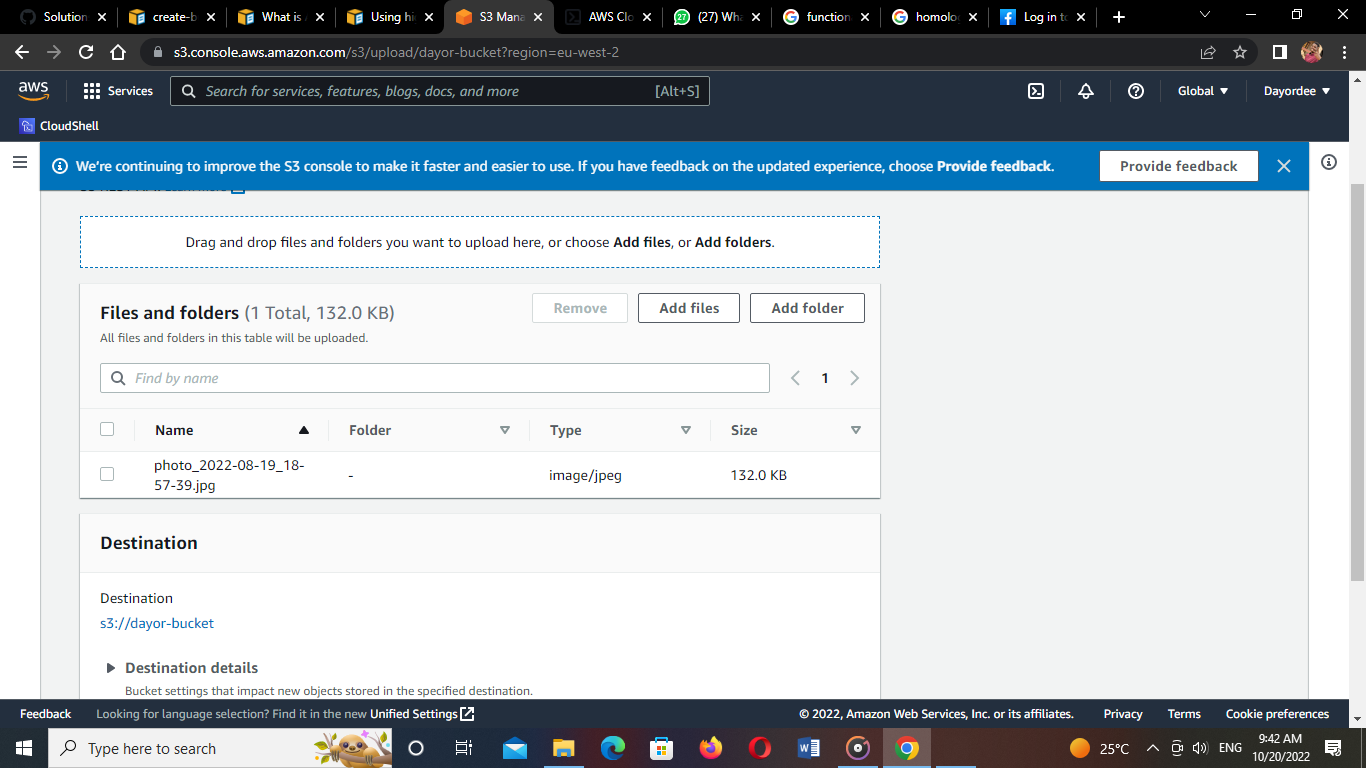 Solution
create-b
What is
Using hi
S3 Mana
AWS Clo
(27) Wha
function
homolog
Log in to
s3.console.aws.amazon.com/s3/upload/dayor-bucket?region=eu-west-2
aws
Services
Search for services, features, blogs, docs, and more
[Alt+S]
Global
Dayordee
CloudShell
We're continuing to improve the S3 console to make it faster and easier to use. If you have feedback on the updated experience, choose Provide feedback.
Provide feedback
Drag and drop files and folders you want to upload here, or choose Add files, or Add folders.
Files and folders (1 Total, 132.0 KB)
Remove
Add files
Add folder
All files and folders in this table will be uploaded.
Find by name
1
Name
Folder
Type
Size
photo_2022-08-19_18-
57-39.jpg
-
image/jpeg
132.0 KB
Destination
Destination
s3://dayor-bucket
Destination details
Bucket settings that impact new objects stored in the specified destination.
Feedback
Looking for language selection? Find it in the new Unified Settings
© 2022, Amazon Web Services, Inc. or its affiliates.
Privacy
Terms
Cookie preferences
Type here to search
25°C
ENG
9:42 AM
10/20/2022